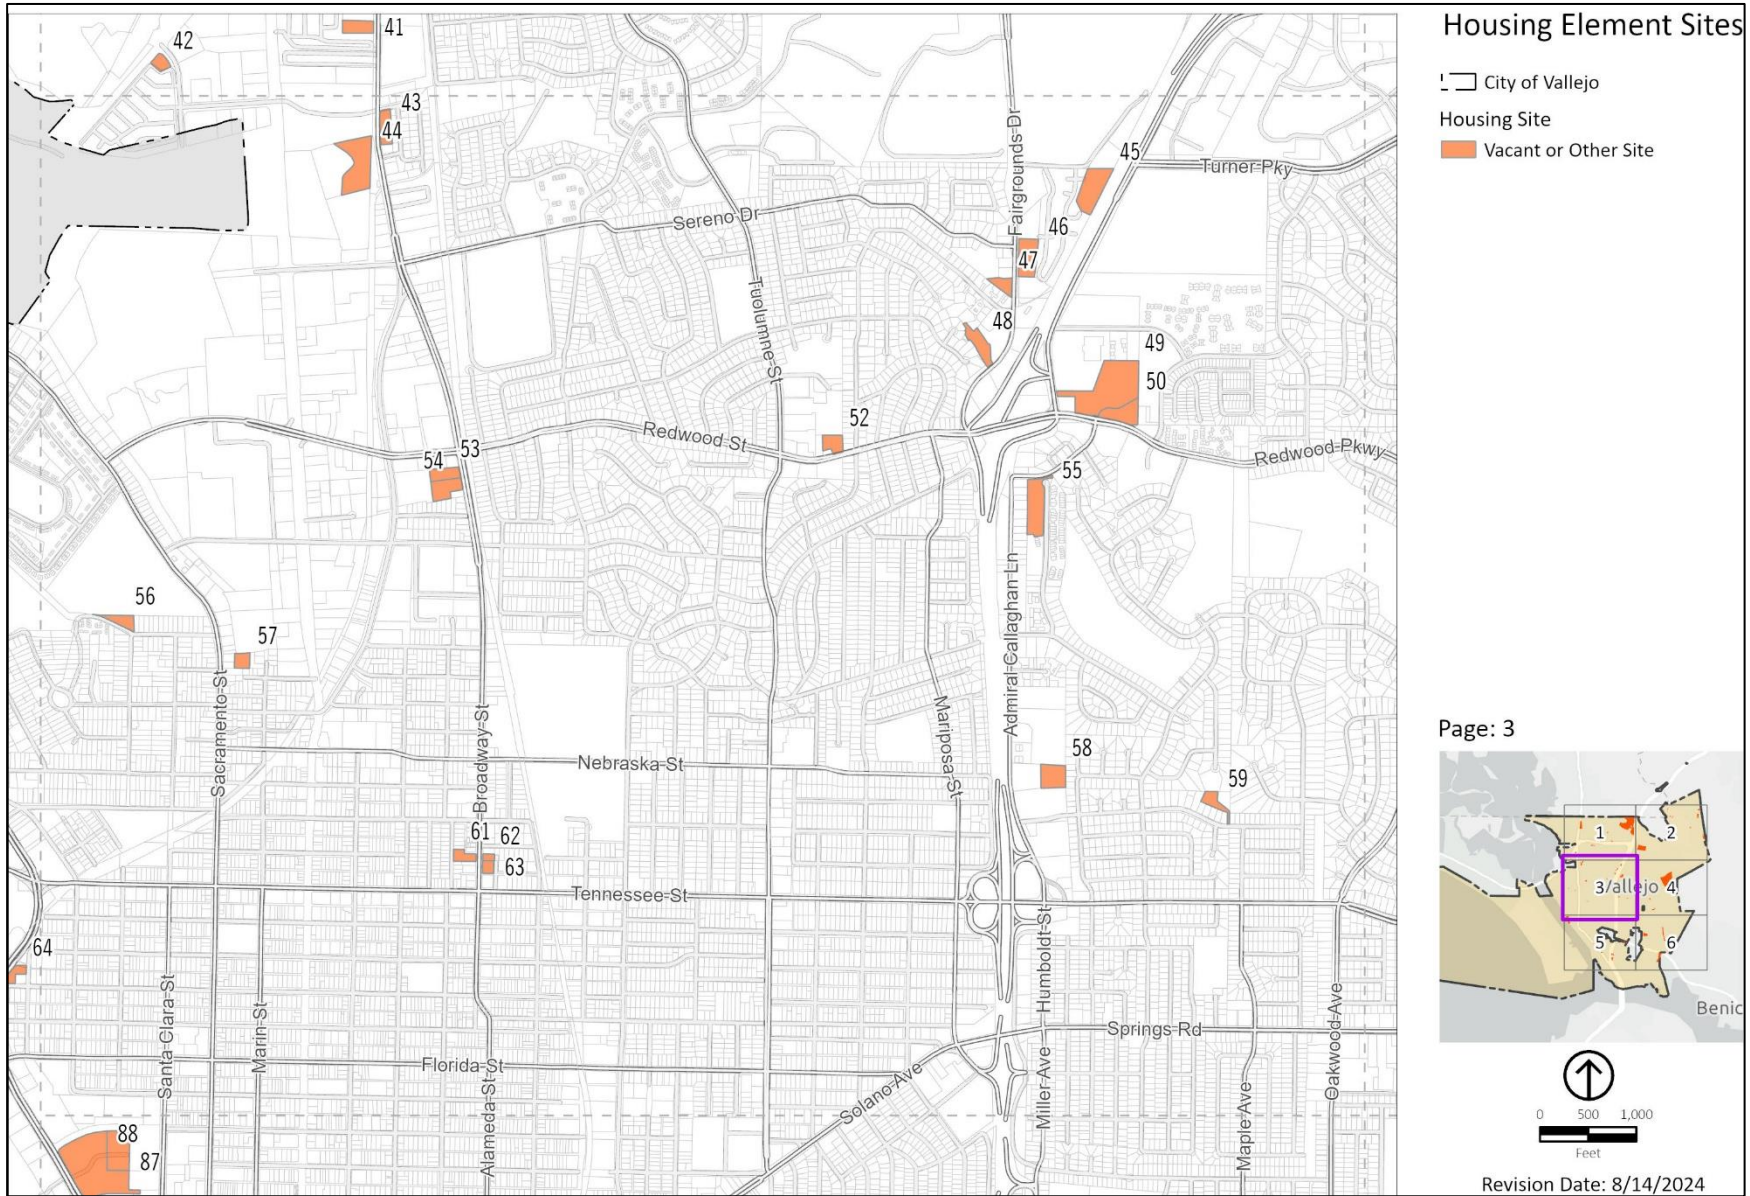 Housing Element Sites
City of Vallejo
Housing Site
Vacant or Other Site
42
41
43
44
45
Turner Pky
Fairgrounds Dr
Sereno Dr
46
47
Tuolumne St
48
49
50
52
Redwood St
53
54
Redwood Pkwy
55
Admiral Callaghan Ln
56
57
Sacramento St
Broadway St
Mariposa St
Nebraska St
58
59
61
62
63
Tennessee St
64
Santa Clara St
Marin St
Humboldt St
Springs Rd
Florida St
Alameda St
Solano Ave
Miller Ave
Maple Ave
Oakwood Ave
88
87
Page: 3
1
2
3
Vallejo
4
5
6
Benic
0 500 1,000
Feet
Revision Date: 8/14/2024